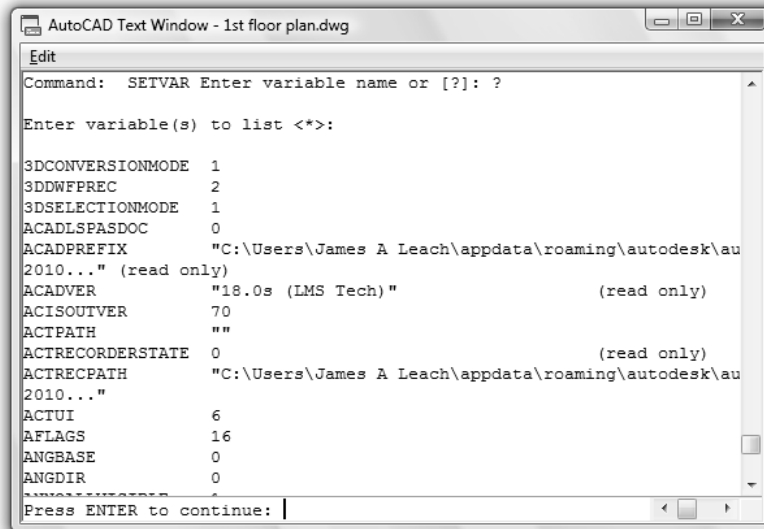 AutoCAD Text Window - 1st floor plan.dwg
Edit
Command:  SETVAR Enter variable name or [?]: ?
Enter variable(s) to list <*>:
3DCONVERSIONMODE  1
3DDWFPREC         2
3DSELECTIONMODE   1
ACADLSPASDOC      0
ACADPREFIX        "C:\Users\James A Leach\appdata\roaming\autodesk\au
2010..." (read only)
ACADVER           "18.0s (LMS Tech)"                    (read only)
ACISOUTVER        70
ACTPATH           ""
ACTRECORDERSTATE  0                                     (read only)
ACTRECPATH        "C:\Users\James A Leach\appdata\roaming\autodesk\au
2010..."
ACTUI             6
AFLAGS            16
ANGBASE           0
ANGDIR            0
Press ENTER to continue: